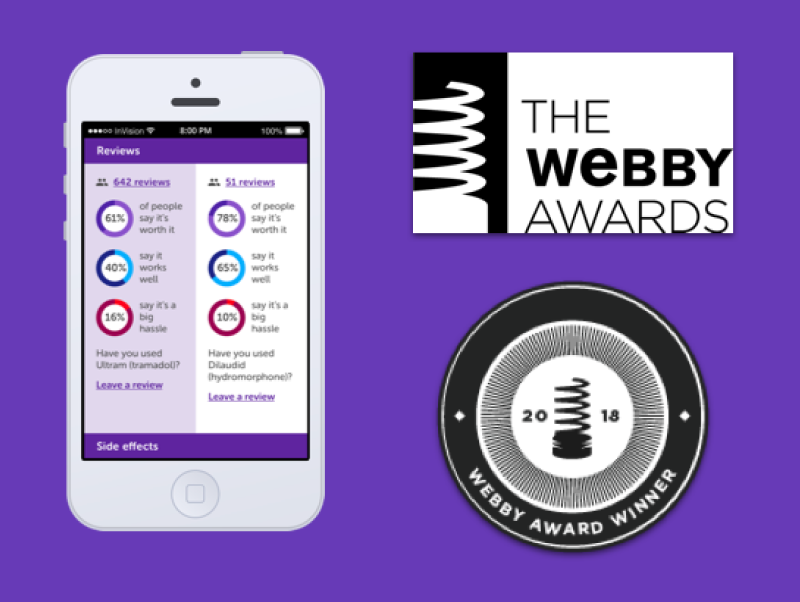 InVision
8:00 PM
100%
Reviews
642 reviews
61%
of people
say it's
worth it
40%
say it
works
well
16%
say it's a
big
hassle
Have you used
Ultram (tramadol)?
Leave a review
51 reviews
78%
of people
say it's
worth it
65%
say it
works
well
10%
say it's a
big
hassle
Have you used
Dilaudid
(hydromorphone)?
Leave a review
Side effects
THE
WeBBY
AWARDS
20 18
WEBBY AWARD WINNER